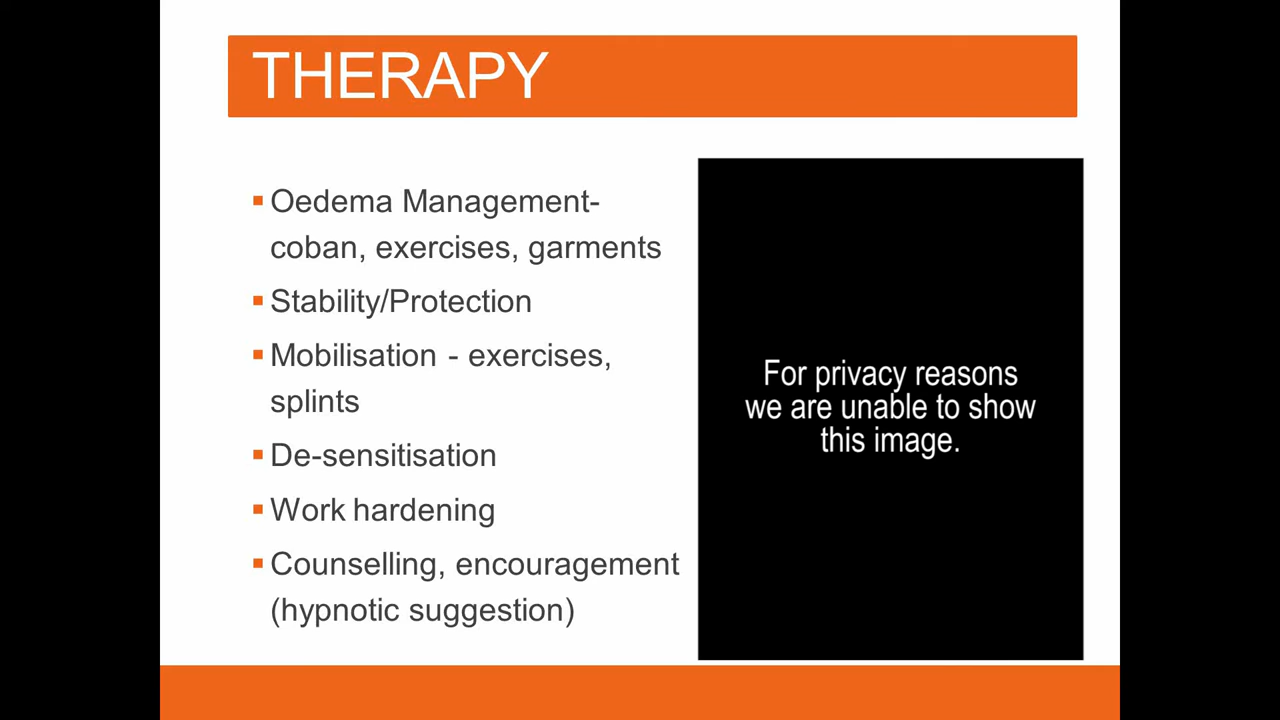 THERAPY
Oedema Management-
coban, exercises, garments
Stability/Protection
Mobilisation - exercises,
splints
De-sensitisation
Work hardening
Counselling, encouragement
(hypnotic suggestion)
For privacy reasons
we are unable to show
this image.